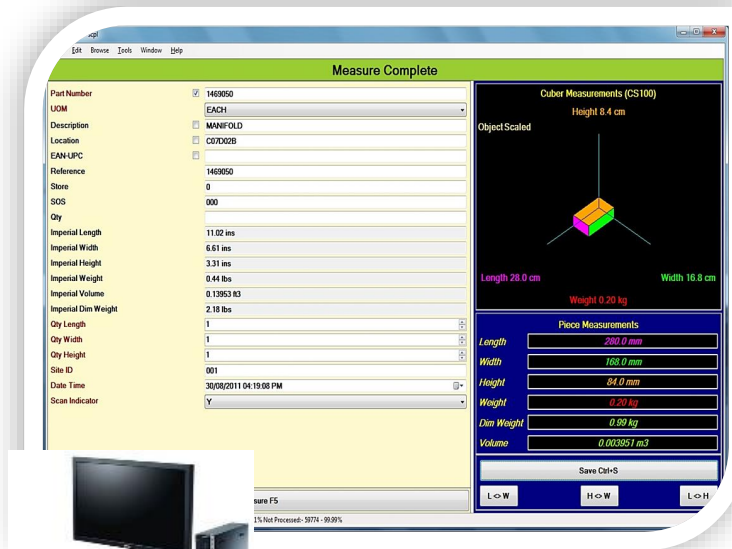 Edit Browse Tools Window Help
Measure Complete
Part Number 1469050
UOM EACH
Description MANIFOLD
Location C07D02B
EAN-UPC
Reference 1469050
Store 0
SOS 000
Qty
Imperial Length 11.02 ins
Imperial Width 6.61 ins
Imperial Height 3.31 ins
Imperial Weight 0.44 lbs
Imperial Volume 0.13953 ft3
Imperial Dim Weight 2.18 lbs
Qty Length 1
Qty Width 1
Qty Height 1
Site ID 001
Date Time 30/08/2011 04:19:08 PM
Scan Indicator Y
sure F5
1% Not Processed:- 59774 - 99.99%
Cuber Measurements (CS100)
Height 8.4 cm
Object Scaled
Length 28.0 cm
Width 16.8 cm
Weight 0.20 kg
Piece Measurements
Length 280.0 mm
Width 168.0 mm
Height 84.0 mm
Weight 0.20 kg
Dim Weight 0.99 kg
Volume 0.003951 m3
Save Ctrl+S
L<>W H<>W L<>H